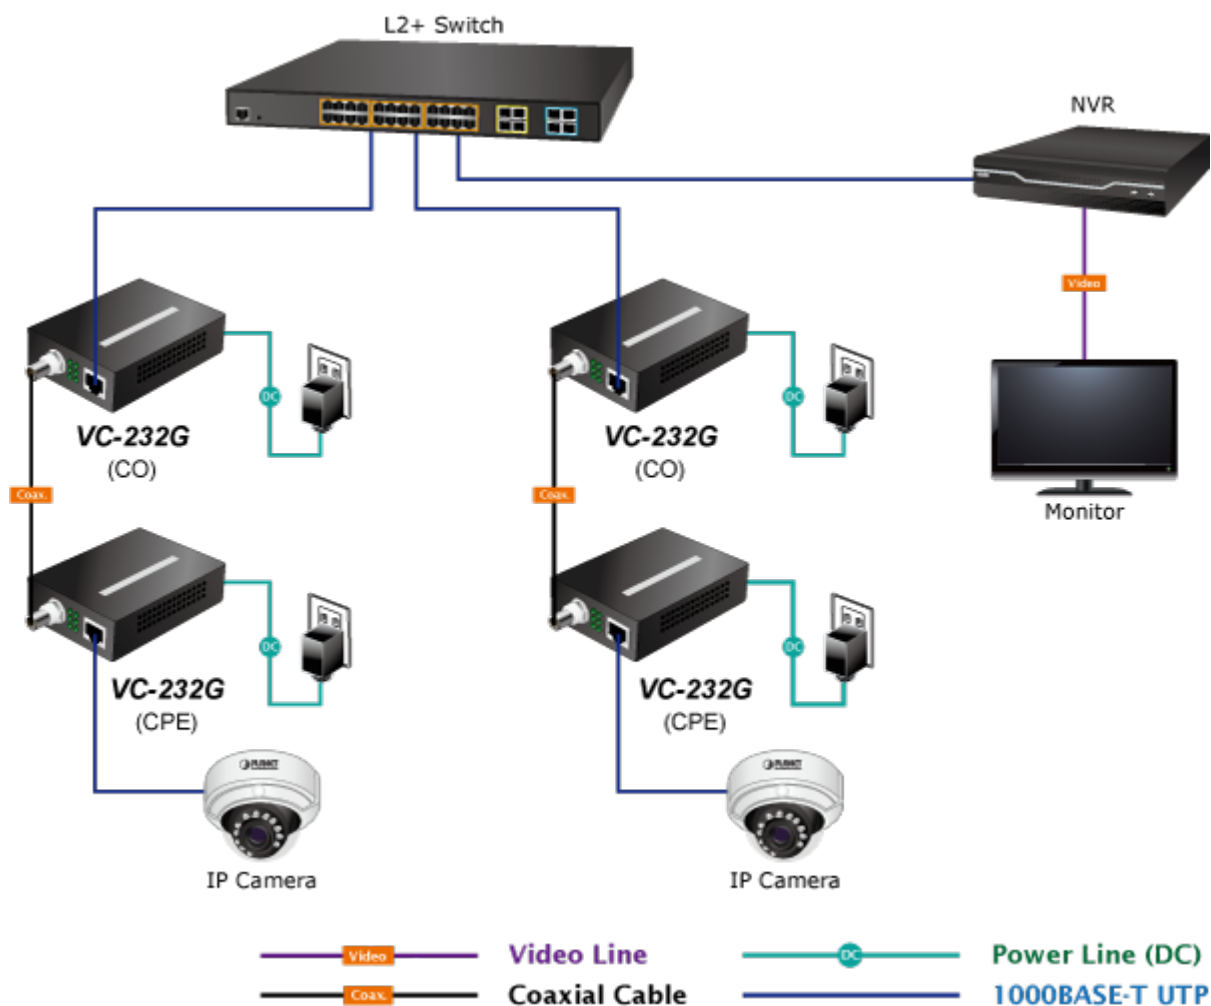 L2+ Switch
NVR
Video
VC-232G
(CO)
DC
VC-232G
(CO)
DC
Coax.
Coax.
Monitor
VC-232G
(CPE)
DC
VC-232G
(CPE)
DC
PLANET
PLANET
IP Camera
IP Camera
Video Video Line
DC Power Line (DC)
Coax. Coaxial Cable
1000BASE-T UTP